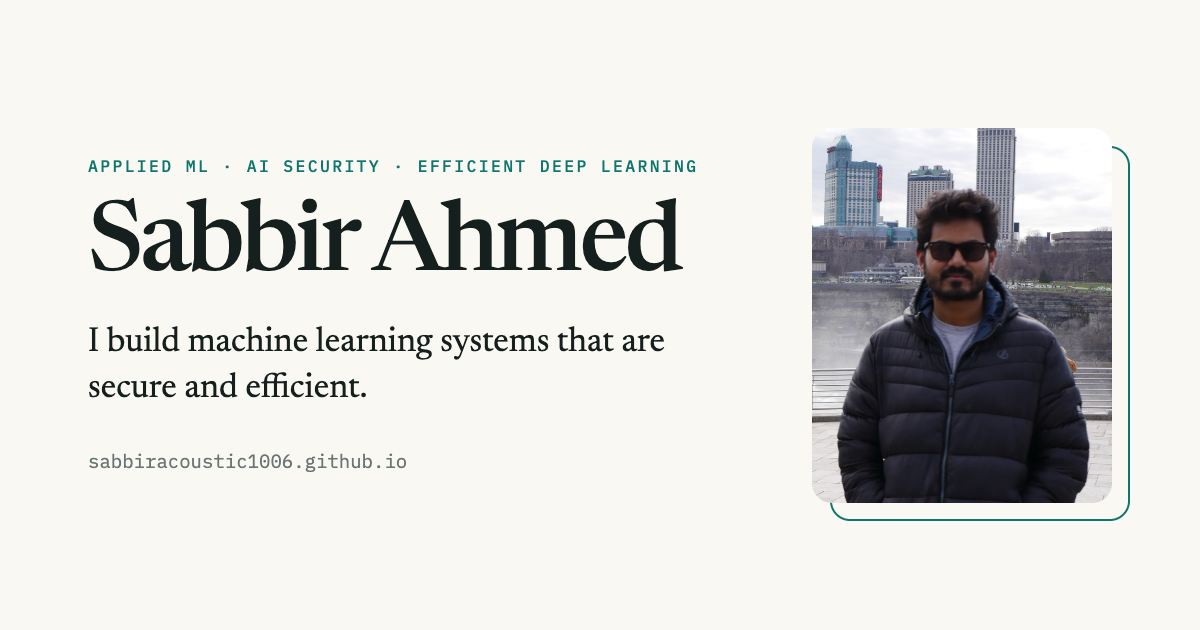 APPLIED ML · AI SECURITY · EFFICIENT DEEP LEARNING
Sabbir Ahmed
I build machine learning systems that are
secure and efficient.
sabbiracoustic1006.github.io